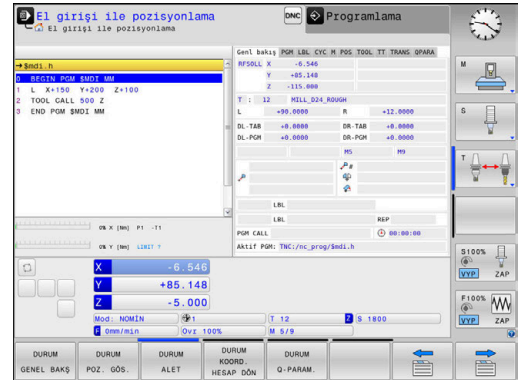 El girişi ile pozisyonlama
El girişi ile pozisyonlama
DNC
Programlama
→$mdi.h
0 BEGIN PGM $MDI MM
1 L X+150 Y+200 Z+100
2 TOOL CALL 500 Z
3 END PGM $MDI MM
Genl bakış PGM LBL CYC M POS TOOL TT TRANS QPARA
RFSOLL X -6.546
Y +85.148
Z -115.000
T : 12 MILL_D24_ROUGH
L +90.0000 R +12.0000
DL-TAB +0.0000 DR-TAB +0.0000
DL-PGM +0.0000 DR-PGM +0.0000
M5 M9
LBL
LBL REP
PGM CALL 00:00:00
Aktif PGM: TNC:/nc_prog/$mdi.h
0% X [Nm] P1 -T1
0% Y [Nm] LIMIT 1
X -6.546
Y +85.148
Z -5.000
Mod: NOMİN 1 T 12 Z S 1800
F 0mm/min Ovr 100% M 5/9
M
S
T
S100%
VYP ZAP
F100%
VYP ZAP
DURUM GENEL BAKŞ
DURUM POZ. GÖS.
DURUM ALET
DURUM KOORD. HESAP DÖN
DURUM Q-PARAM.